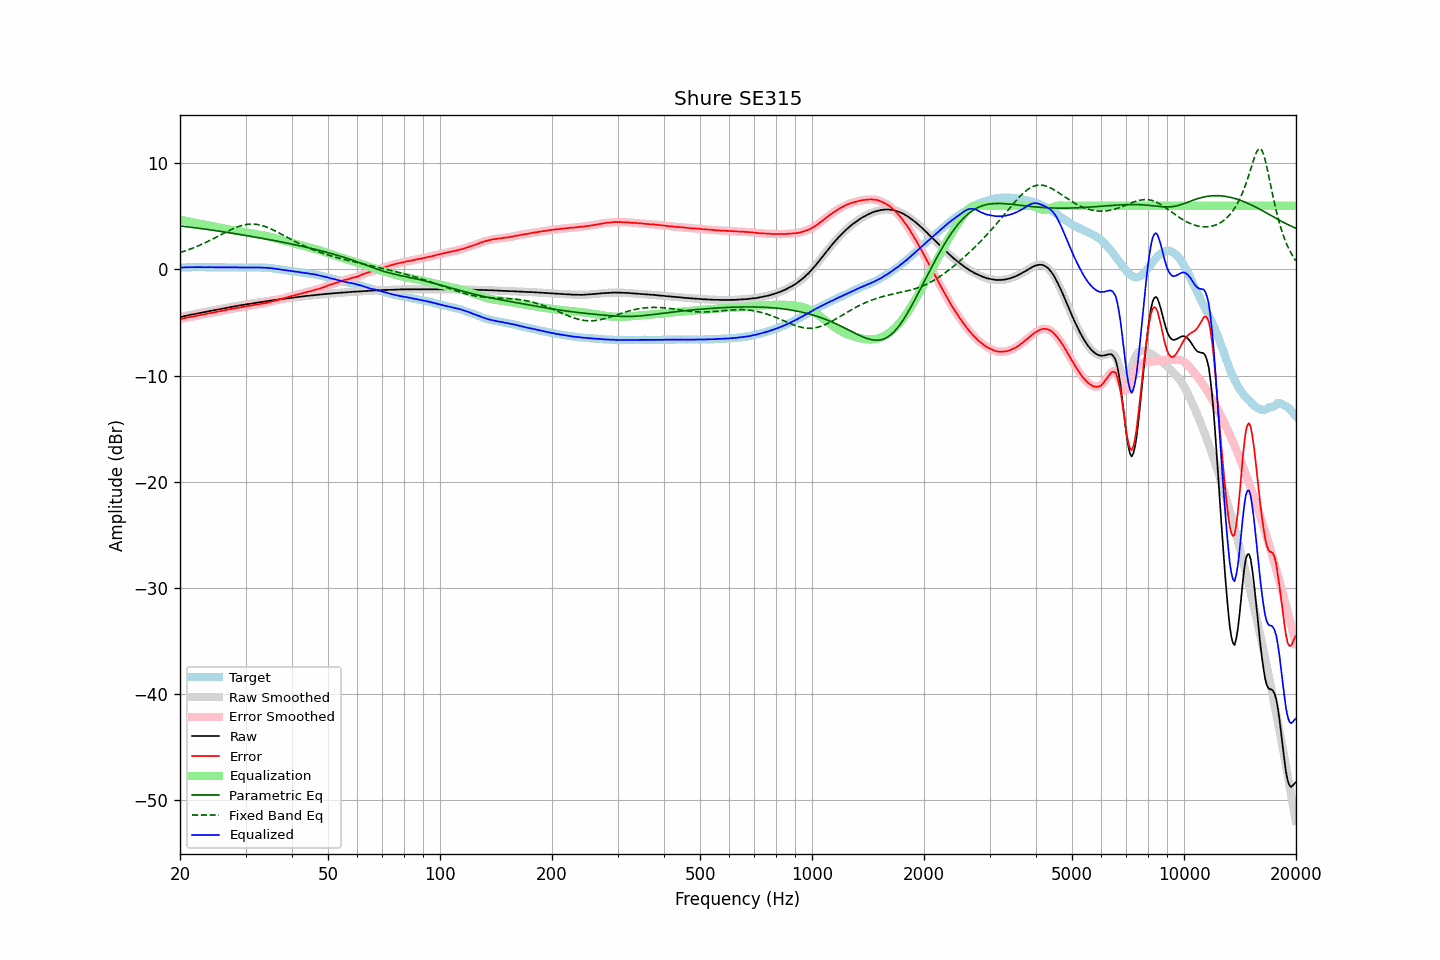 Shure SE315
10
0
−10
−20
−30
−40
−50
Amplitude (dBr)
Target
Raw Smoothed
Error Smoothed
Raw
Error
Equalization
Parametric Eq
Fixed Band Eq
Equalized
20 50 100 200 500 1000 2000 5000 10000 20000
Frequency (Hz)